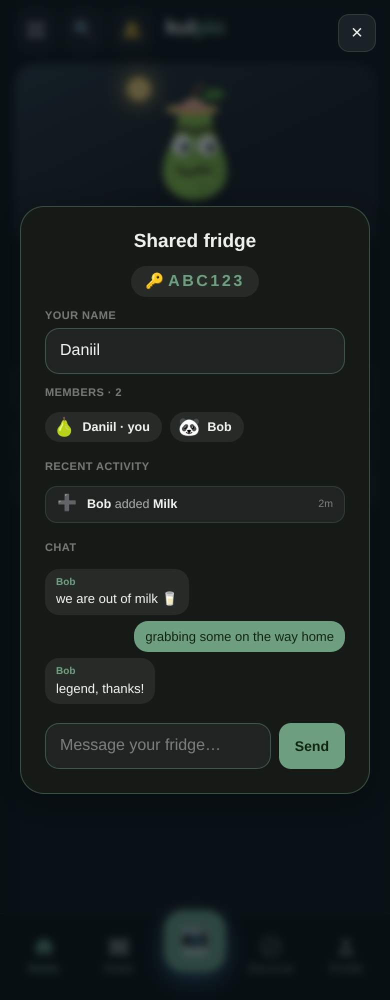 ✕
Shared fridge
🔑 ABC123
YOUR NAME
Daniil
MEMBERS · 2
🍐 Daniil · you 🐼 Bob
RECENT ACTIVITY
➕ Bob added Milk 2m
CHAT
Bob
we are out of milk 🥛
grabbing some on the way home
Bob
legend, thanks!
Message your fridge…
Send